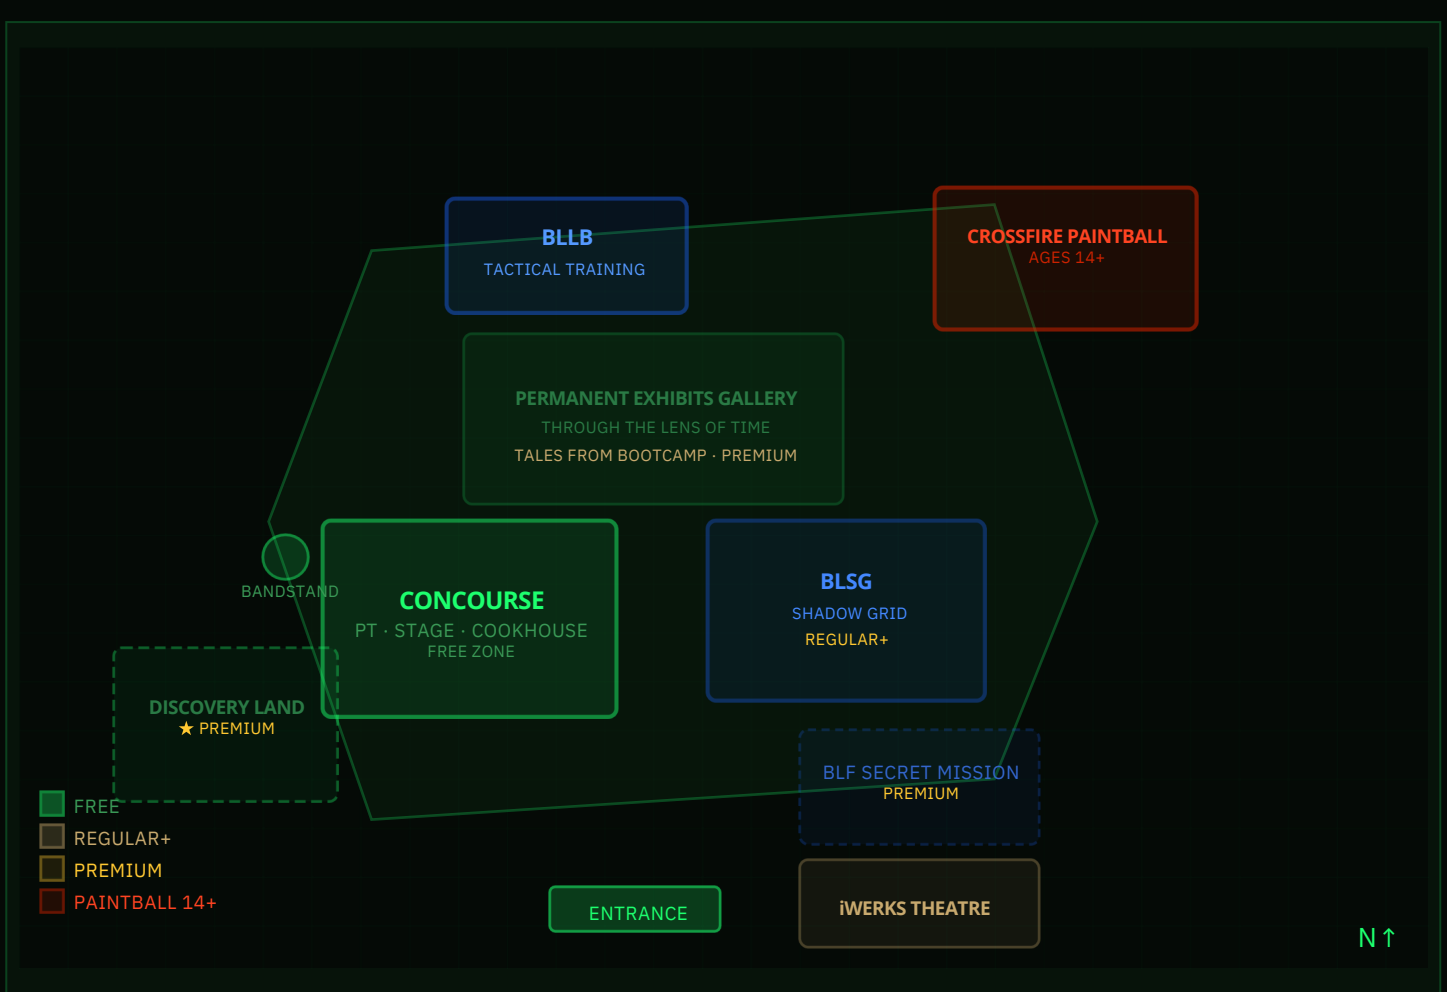 BLLB
TACTICAL TRAINING
CROSSFIRE PAINTBALL
AGES 14+
PERMANENT EXHIBITS GALLERY
THROUGH THE LENS OF TIME
TALES FROM BOOTCAMP · PREMIUM
BANDSTAND
CONCOURSE
PT · STAGE · COOKHOUSE
FREE ZONE
BLSG
SHADOW GRID
REGULAR+
DISCOVERY LAND
★ PREMIUM
BLF SECRET MISSION
PREMIUM
FREE
REGULAR+
PREMIUM
PAINTBALL 14+
ENTRANCE
iWERKS THEATRE
N↑